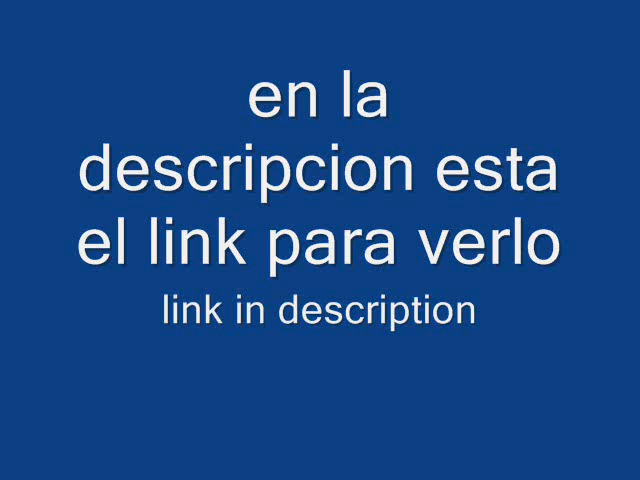 en la
descripcion esta
el link para verlo
link in description